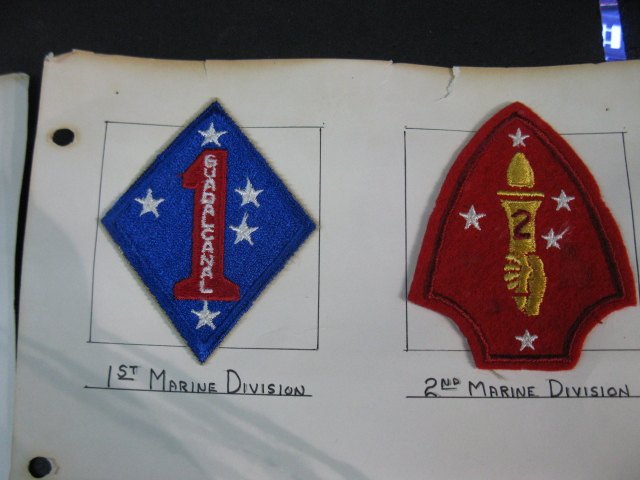 1
GUADALCANAL
1ST MARINE DIVISION
2
2ND MARINE DIVISION